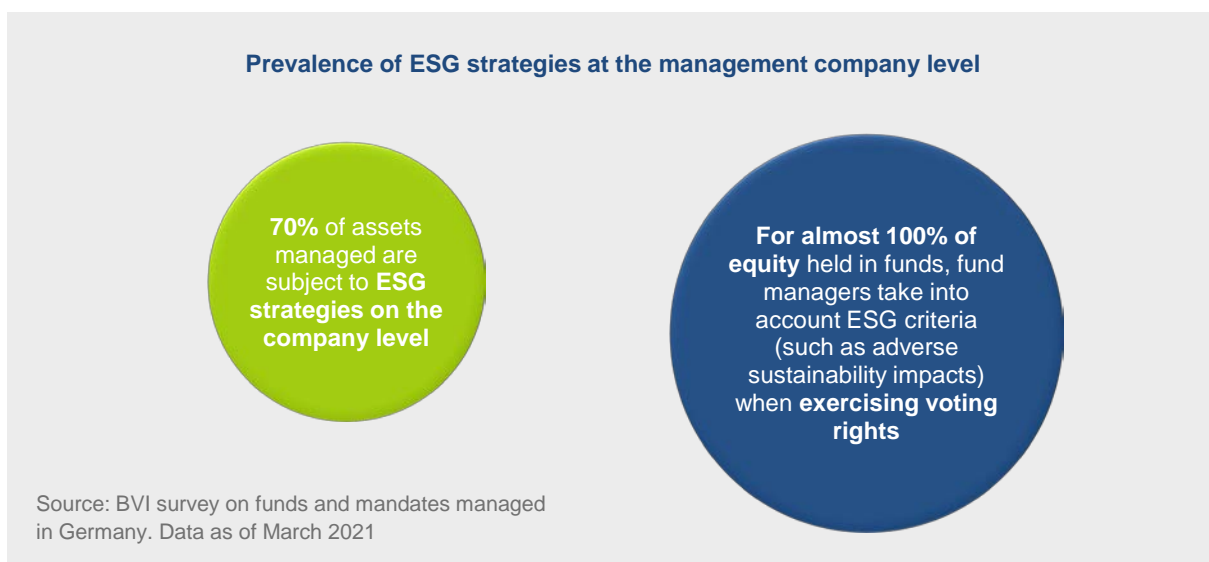 Prevalence of ESG strategies at the management company level
70% of assets
managed are
subject to ESG
strategies on the
company level
For almost 100% of
equity held in funds, fund
managers take into
account ESG criteria
(such as adverse
sustainability impacts)
when exercising voting
rights
Source: BVI survey on funds and mandates managed
in Germany. Data as of March 2021